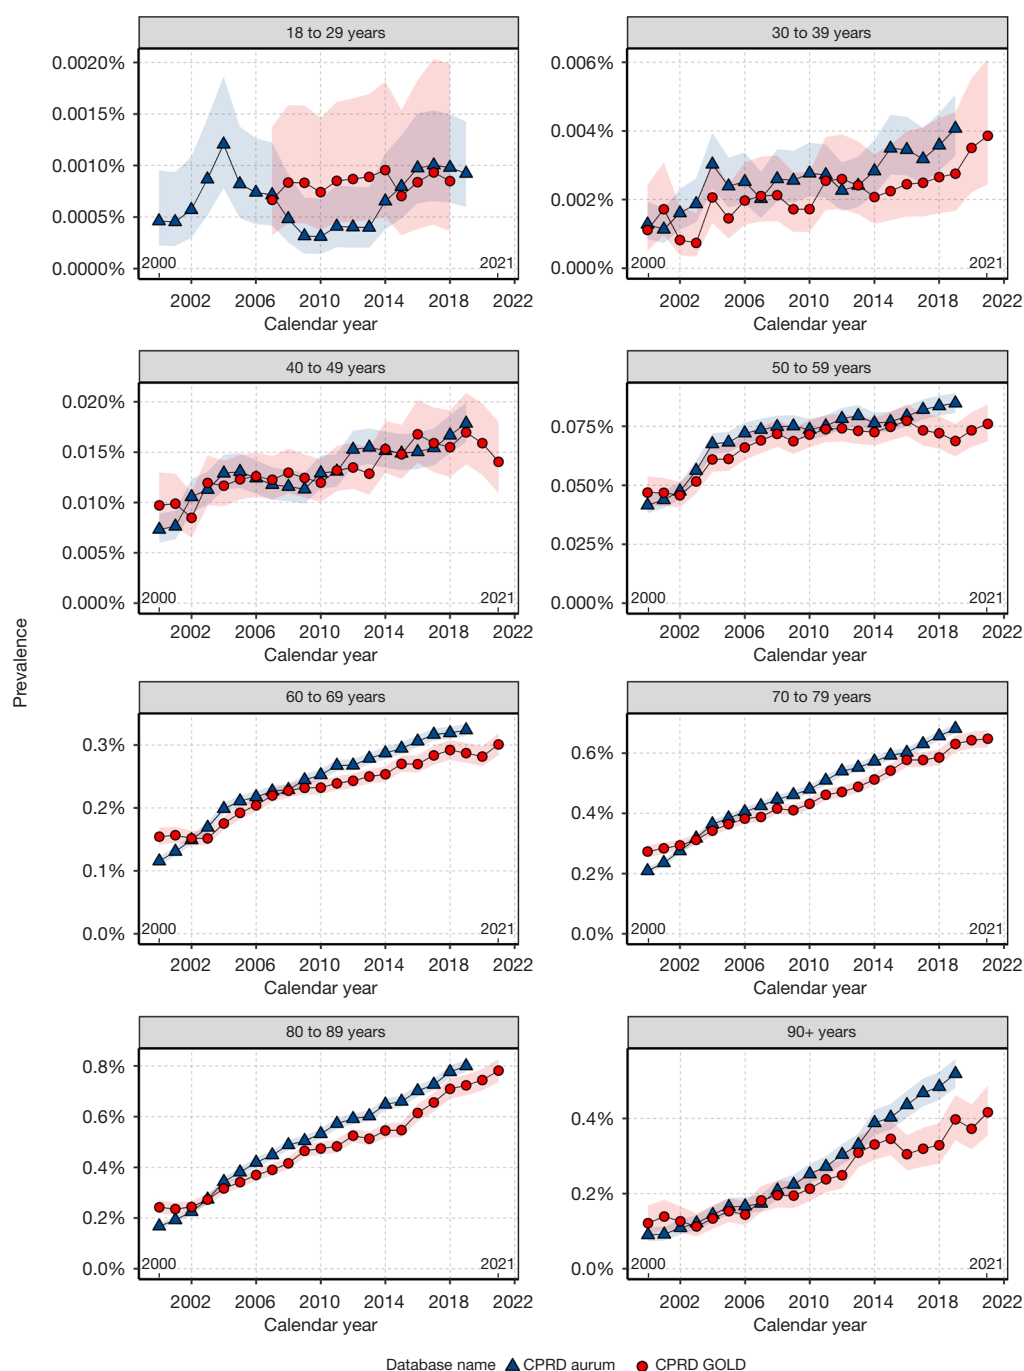 18 to 29 years
30 to 39 years
0.0020%
0.0015%
0.0010%
0.0005%
0.0000%
2000
2021
2002 2006 2010 2014 2018 2022
Calendar year
0.006%
0.004%
0.002%
0.000%
2000
2021
2002 2006 2010 2014 2018 2022
Calendar year
40 to 49 years
50 to 59 years
0.020%
0.015%
0.010%
0.005%
0.000%
2000
2021
2002 2006 2010 2014 2018 2022
Calendar year
0.075%
0.050%
0.025%
0.000%
2000
2021
2002 2006 2010 2014 2018 2022
Calendar year
Prevalence
60 to 69 years
70 to 79 years
0.3%
0.2%
0.1%
0.0%
2000
2021
2002 2006 2010 2014 2018 2022
Calendar year
0.6%
0.4%
0.2%
0.0%
2000
2021
2002 2006 2010 2014 2018 2022
Calendar year
80 to 89 years
90+ years
0.8%
0.6%
0.4%
0.2%
0.0%
2000
2021
2002 2006 2010 2014 2018 2022
Calendar year
0.4%
0.2%
0.0%
2000
2021
2002 2006 2010 2014 2018 2022
Calendar year
Database name CPRD aurum CPRD GOLD